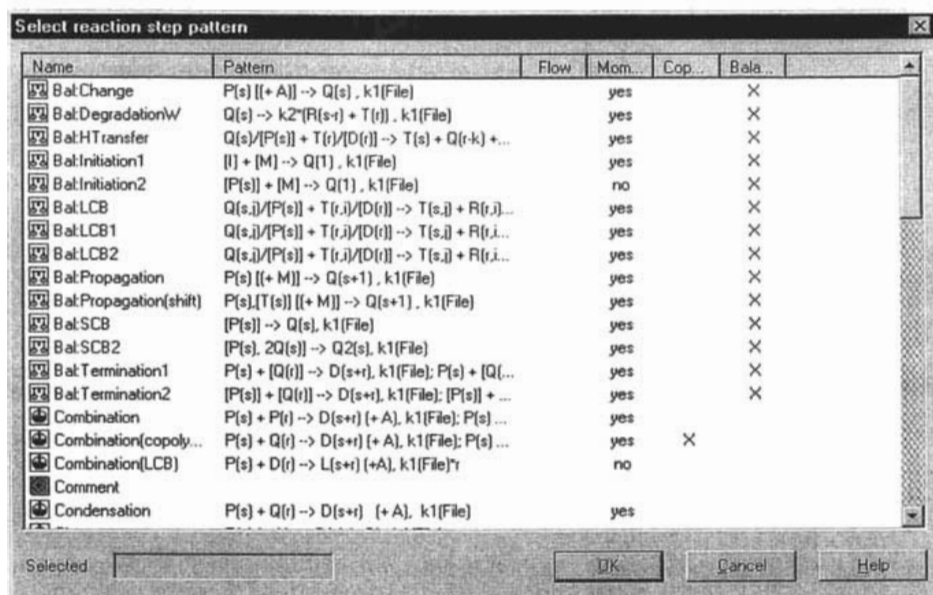 Select reaction step pattern
Name Pattern Flow Mom... Cop... Bala...
Bal:Change P(s) [(+ A)] --> Q(s) , k1(File) yes X
Bal:DegradationW Q(s) --> k2*(R(s-r) + T(r)) , k1(File) yes X
Bal:HTransfer Q(s)/[P(s)] + T(r)/[D(r)] --> T(s) + Q(r-k) +... yes X
Bal:Initiation1 [I] + [M] --> Q(1) , k1(File) yes X
Bal:Initiation2 [P(s)] + [M] --> Q(1) , k1(File) no X
Bal:LCB Q(s,j)/[P(s)] + T(r,i)/[D(r)] --> T(s,j) + R(r,i)... yes X
Bal:LCB1 Q(s,j)/[P(s)] + T(r,i)/[D(r)] --> T(s,j) + R(r,i... yes X
Bal:LCB2 Q(s,j)/[P(s)] + T(r,i)/[D(r)] --> T(s,j) + R(r,i... yes X
Bal:Propagation P(s) [(+ M)] --> Q(s+1) , k1(File) yes X
Bal:Propagation(shift) P(s),[T(s)] [(+ M)] --> Q(s+1) , k1(File) yes X
Bal:SCB [P(s)] --> Q(s), k1(File) yes X
Bal:SCB2 [P(s), 2Q(s)] --> Q2(s), k1(File) yes X
Bal:Termination1 P(s) + [Q(r)] --> D(s+r), k1(File); P(s) + [Q(... yes X
Bal:Termination2 [P(s)] + [Q(r)] --> D(s+r), k1(File); [P(s)] + ... yes X
Combination P(s) + P(r) --> D(s+r) (+ A), k1(File); P(s) ... yes
Combination(copoly... P(s) + Q(r) --> D(s+r) (+ A), k1(File); P(s) ... yes X
Combination(LCB) P(s) + D(r) --> L(s+r) (+A), k1(File)*r no
Comment
Condensation P(s) + Q(r) --> D(s+r) (+ A), k1(File) yes
Selected OK Cancel Help